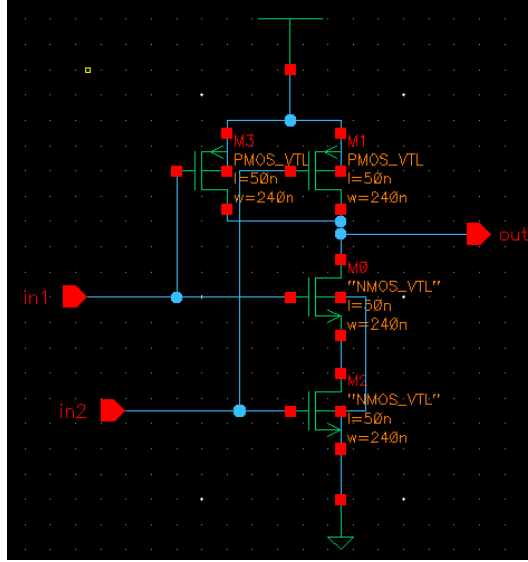 M3
PMOS_VTL
l=50n
w=240n
M1
PMOS_VTL
l=50n
w=240n
out
M0
"NMOS_VTL"
l=50n
w=240n
in1
M2
"NMOS_VTL"
l=50n
w=240n
in2